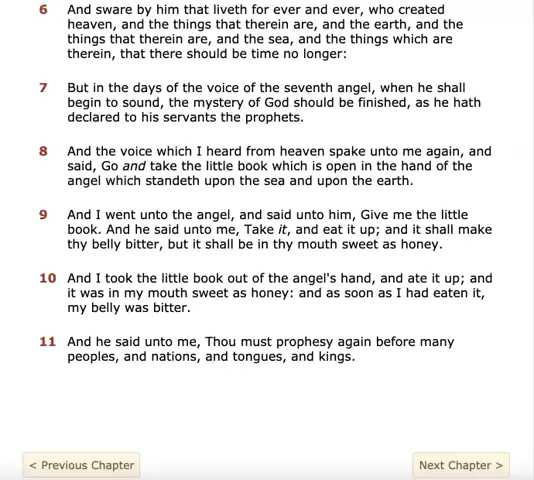 6 And sware by him that liveth for ever and ever, who created
heaven, and the things that therein are, and the earth, and the
things that therein are, and the sea, and the things which are
therein, that there should be time no longer:
7 But in the days of the voice of the seventh angel, when he shall
begin to sound, the mystery of God should be finished, as he hath
declared to his servants the prophets.
8 And the voice which I heard from heaven spake unto me again, and
said, Go and take the little book which is open in the hand of the
angel which standeth upon the sea and upon the earth.
9 And I went unto the angel, and said unto him, Give me the little
book. And he said unto me, Take it, and eat it up; and it shall make
thy belly bitter, but it shall be in thy mouth sweet as honey.
10 And I took the little book out of the angel's hand, and ate it up; and
it was in my mouth sweet as honey: and as soon as I had eaten it,
my belly was bitter.
11 And he said unto me, Thou must prophesy again before many
peoples, and nations, and tongues, and kings.
< Previous Chapter
Next Chapter >